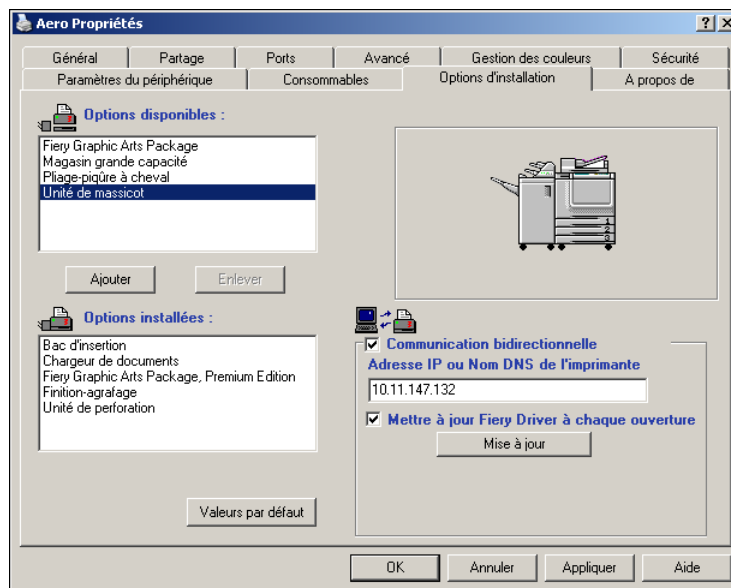 Aero Propriétés
Général Partage Ports Avancé Gestion des couleurs Sécurité
Paramètres du périphérique Consommables Options d'installation A propos de
Options disponibles :
Fiery Graphic Arts Package
Magasin grande capacité
Pliage-piqûre à cheval
Unité de massicot
Ajouter Enlever
Options installées :
Bac d'insertion
Chargeur de documents
Fiery Graphic Arts Package, Premium Edition
Finition-agrafage
Unité de perforation
Valeurs par défaut
1
2
3
Communication bidirectionnelle
Adresse IP ou Nom DNS de l'imprimante
10.11.147.132
Mettre à jour Fiery Driver à chaque ouverture
Mise à jour
OK Annuler Appliquer Aide